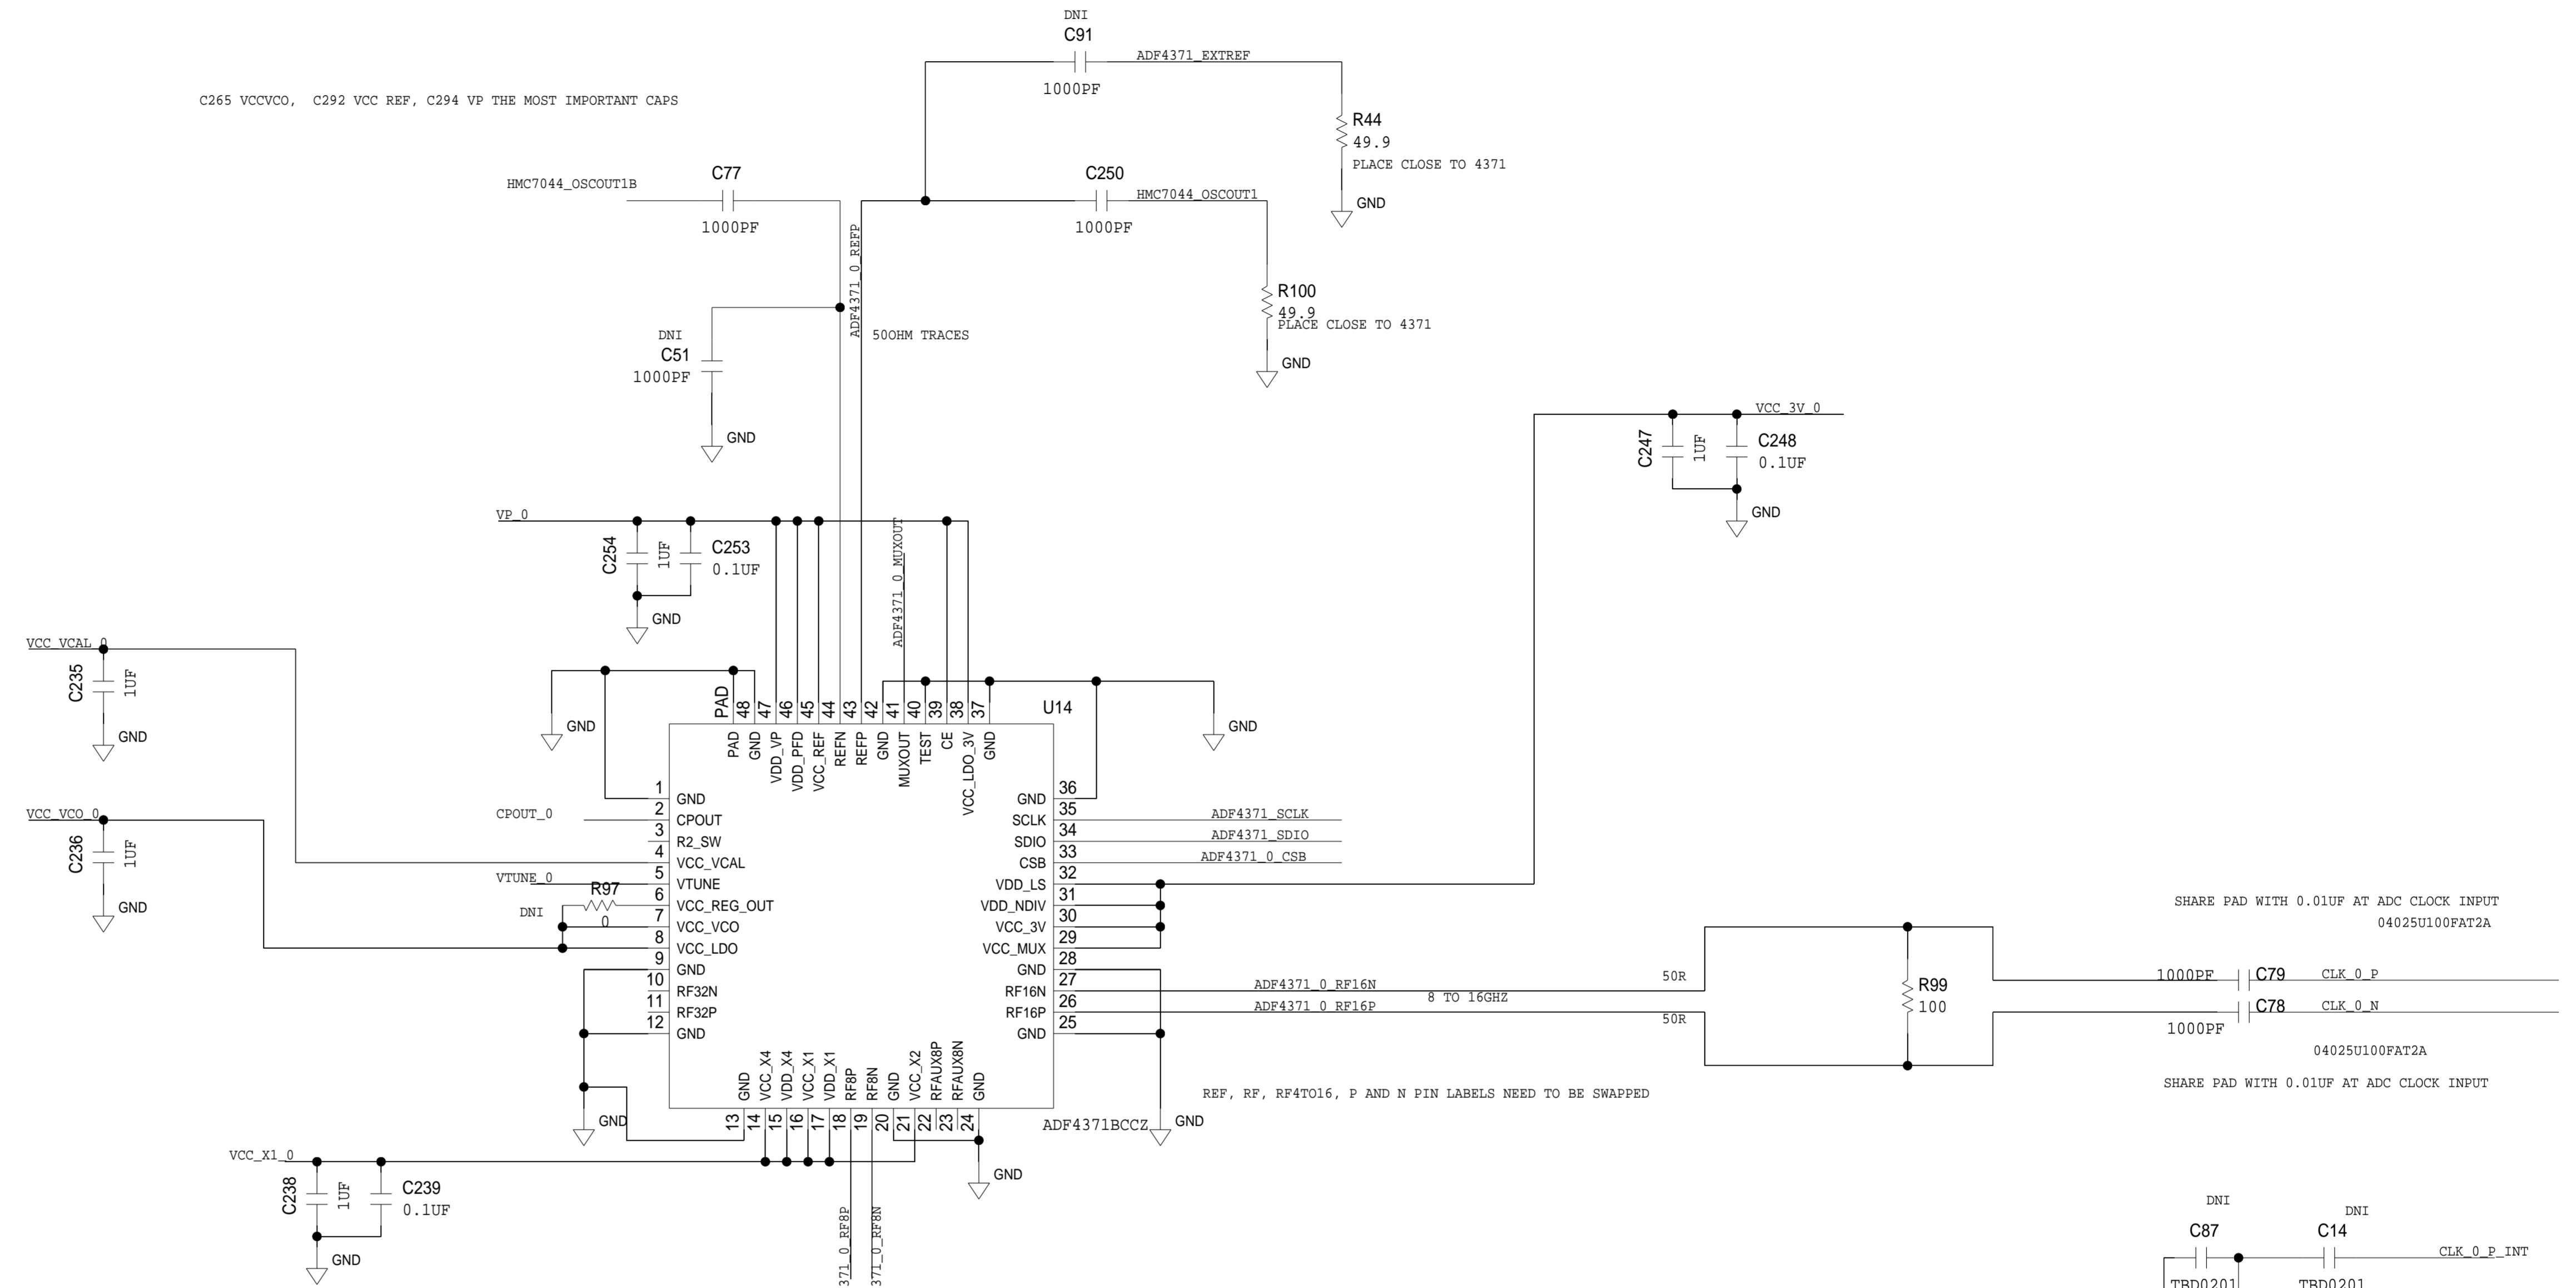 DNI
C91
ADF4371_EXTREF
1000PF
C265 VCCVCO,  C292 VCC REF, C294 VP THE MOST IMPORTANT CAPS
R44
49.9
PLACE CLOSE TO 4371
GND
C77
HMC7044_OSCOUT1B
1000PF
C250
HMC7044_OSCOUT1
1000PF
ADF4371_0_REFP
R100
49.9
PLACE CLOSE TO 4371
GND
50OHM TRACES
DNI
C51
1000PF
GND
VCC_3V_0
C247
1UF
C248
0.1UF
GND
VP_0
C254
1UF
C253
0.1UF
GND
ADF4371_0_MUXOUT
VCC_VCAL_0
C235
1UF
GND
VCC_VCO_0
C236
1UF
GND
GND
GND
U14
PAD
48
47
46
45
44
43
42
41
40
39
38
37
PAD
GND
VDD_VP
VDD_PFD
VCC_REF
REFN
REFP
GND
MUXOUT
TEST
CE
VCC_LDO_3V
GND
1 GND
CPOUT_0 2 CPOUT
3 R2_SW
4 VCC_VCAL
VTUNE_0 5 VTUNE
R97
DNI
0
6 VCC_REG_OUT
7 VCC_VCO
8 VCC_LDO
9 GND
10 RF32N
11 RF32P
12 GND
GND 36
SCLK 35 ADF4371_SCLK
SDIO 34 ADF4371_SDIO
CSB 33 ADF4371_0_CSB
VDD_LS 32
VDD_NDIV 31
VCC_3V 30
VCC_MUX 29
GND 28
RF16N 27 ADF4371_0_RF16N
RF16P 26 ADF4371_0_RF16P
GND 25
8 TO 16GHZ
50R
50R
R99
100
SHARE PAD WITH 0.01UF AT ADC CLOCK INPUT
04025U100FAT2A
1000PF
C79
CLK_0_P
C78
CLK_0_N
1000PF
04025U100FAT2A
SHARE PAD WITH 0.01UF AT ADC CLOCK INPUT
REF, RF, RF4TO16, P AND N PIN LABELS NEED TO BE SWAPPED
GND
VCC_X4
VDD_X4
VCC_X1
VDD_X1
RF8P
RF8N
GND
VCC_X2
RFAUX8P
RFAUX8N
GND
13
14
15
16
17
18
19
20
21
22
23
24
ADF4371BCCZ
GND
GND
GND
VCC_X1_0
C238
1UF
C239
0.1UF
GND
371_0_RF8P
371_0_RF8N
DNI
C87
DNI
C14
CLK_0_P_INT
TBD0201
TBD0201